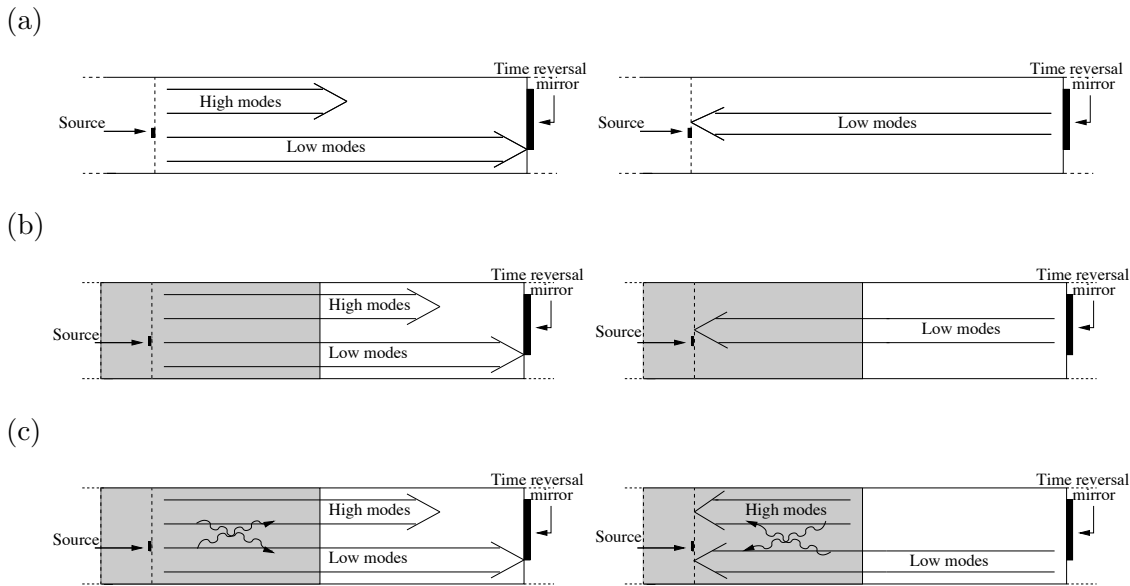 (a)
Time reversal
mirror
High modes
Source
Low modes
Time reversal
mirror
Source
Low modes
(b)
Time reversal
mirror
High modes
Source
Low modes
Time reversal
mirror
Source
Low modes
(c)
Time reversal
mirror
High modes
Source
Low modes
Time reversal
mirror
High modes
Source
Low modes